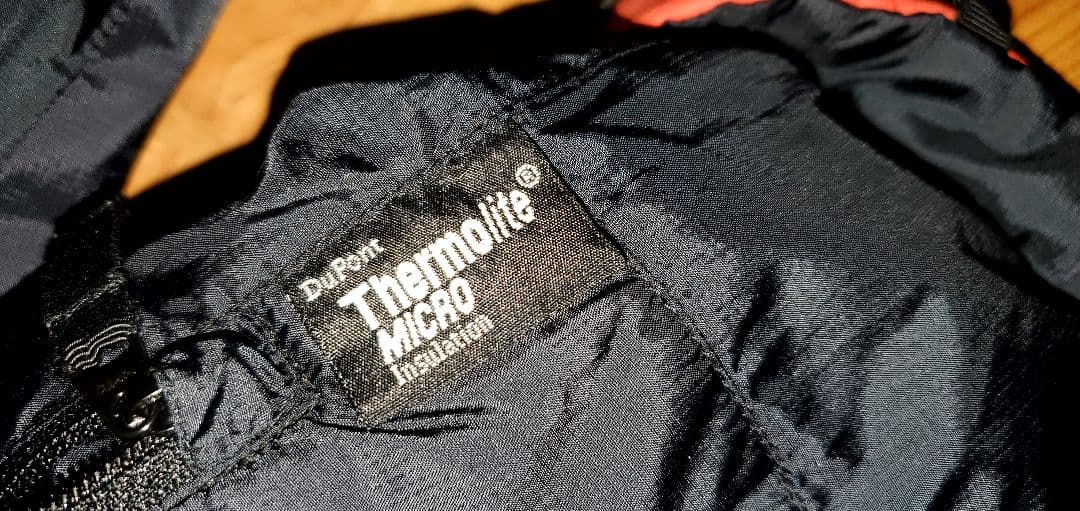 DuPont
Thermolite®
MICRO
Insulation